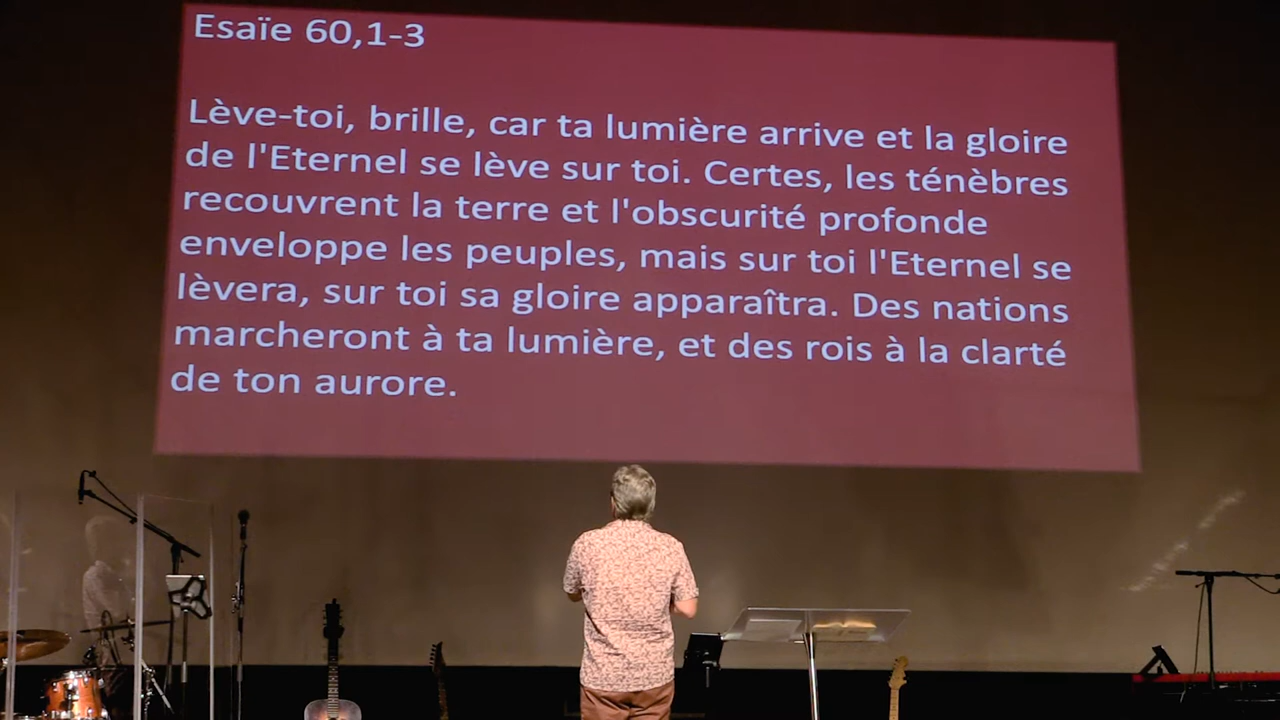 Esaïe 60,1-3
Lève-toi, brille, car ta lumière arrive et la gloire
de l'Eternel se lève sur toi. Certes, les ténèbres
recouvrent la terre et l'obscurité profonde
enveloppe les peuples, mais sur toi l'Eternel se
lèvera, sur toi sa gloire apparaîtra. Des nations
marcheront à ta lumière, et des rois à la clarté
de ton aurore.